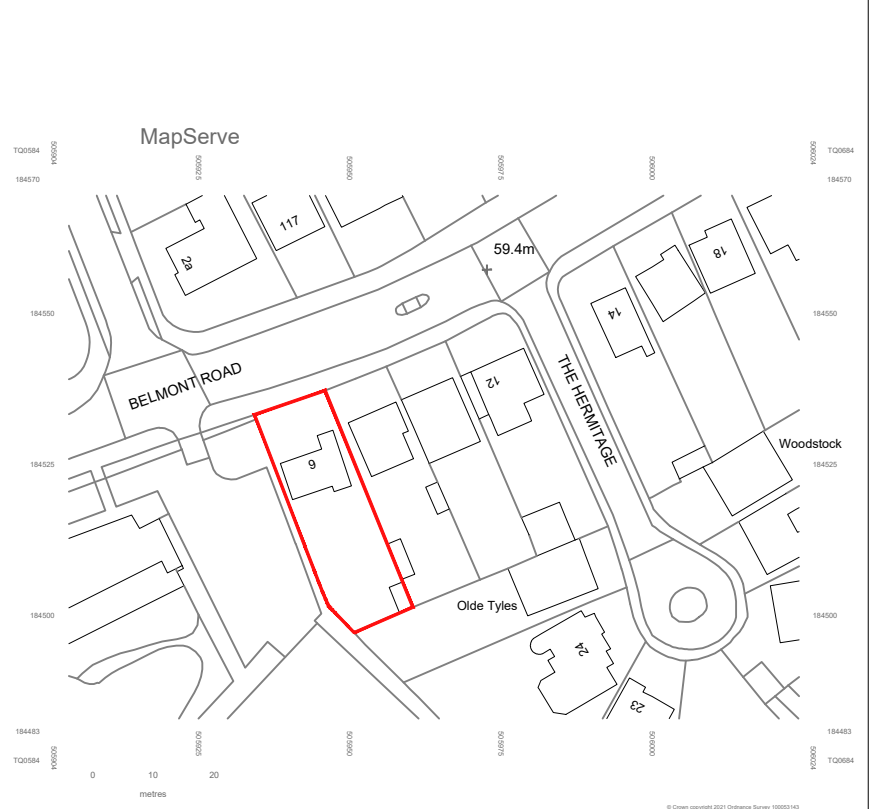 MapServe
TQ0584
505904
505925
505950
505975
506000
506024
TQ0684
184570
184570
117
59.4m
2a
18
184550
14
184550
BELMONT ROAD
12
THE HERMITAGE
Woodstock
184525
6
184525
Olde Tyles
184500
184500
24
23
184483
184483
TQ0584
505904
505925
505950
505975
506000
506024
TQ0684
0 10 20
metres
© Crown copyright 2021 Ordnance Survey 100053143